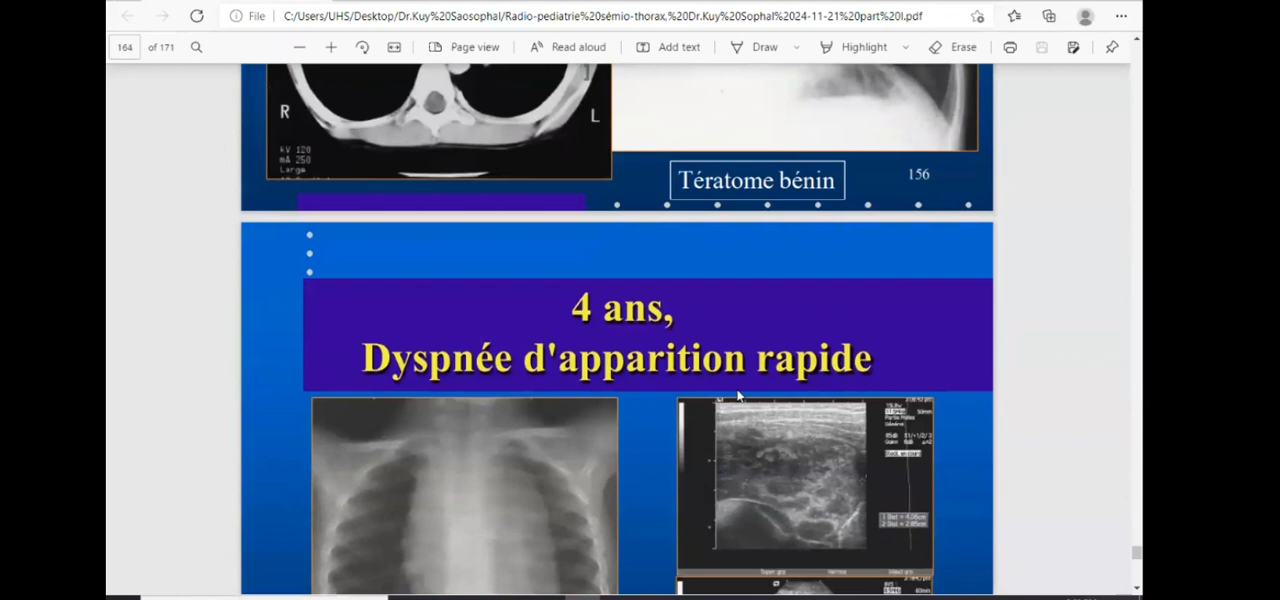 File
C:/Users/UHS/Desktop/Dr.Kuy%20Saosophal/Radio-pediatrie%20sémio-thorax,%20Dr.Kuy%20Sophal%2024-11-21%20part%20I.pdf
164 of 171
Page view
Read aloud
Add text
Draw
Highlight
Erase
R
L
kV 120
mA 250
Large
Tératome bénin
156
4 ans,
Dyspnée d'apparition rapide